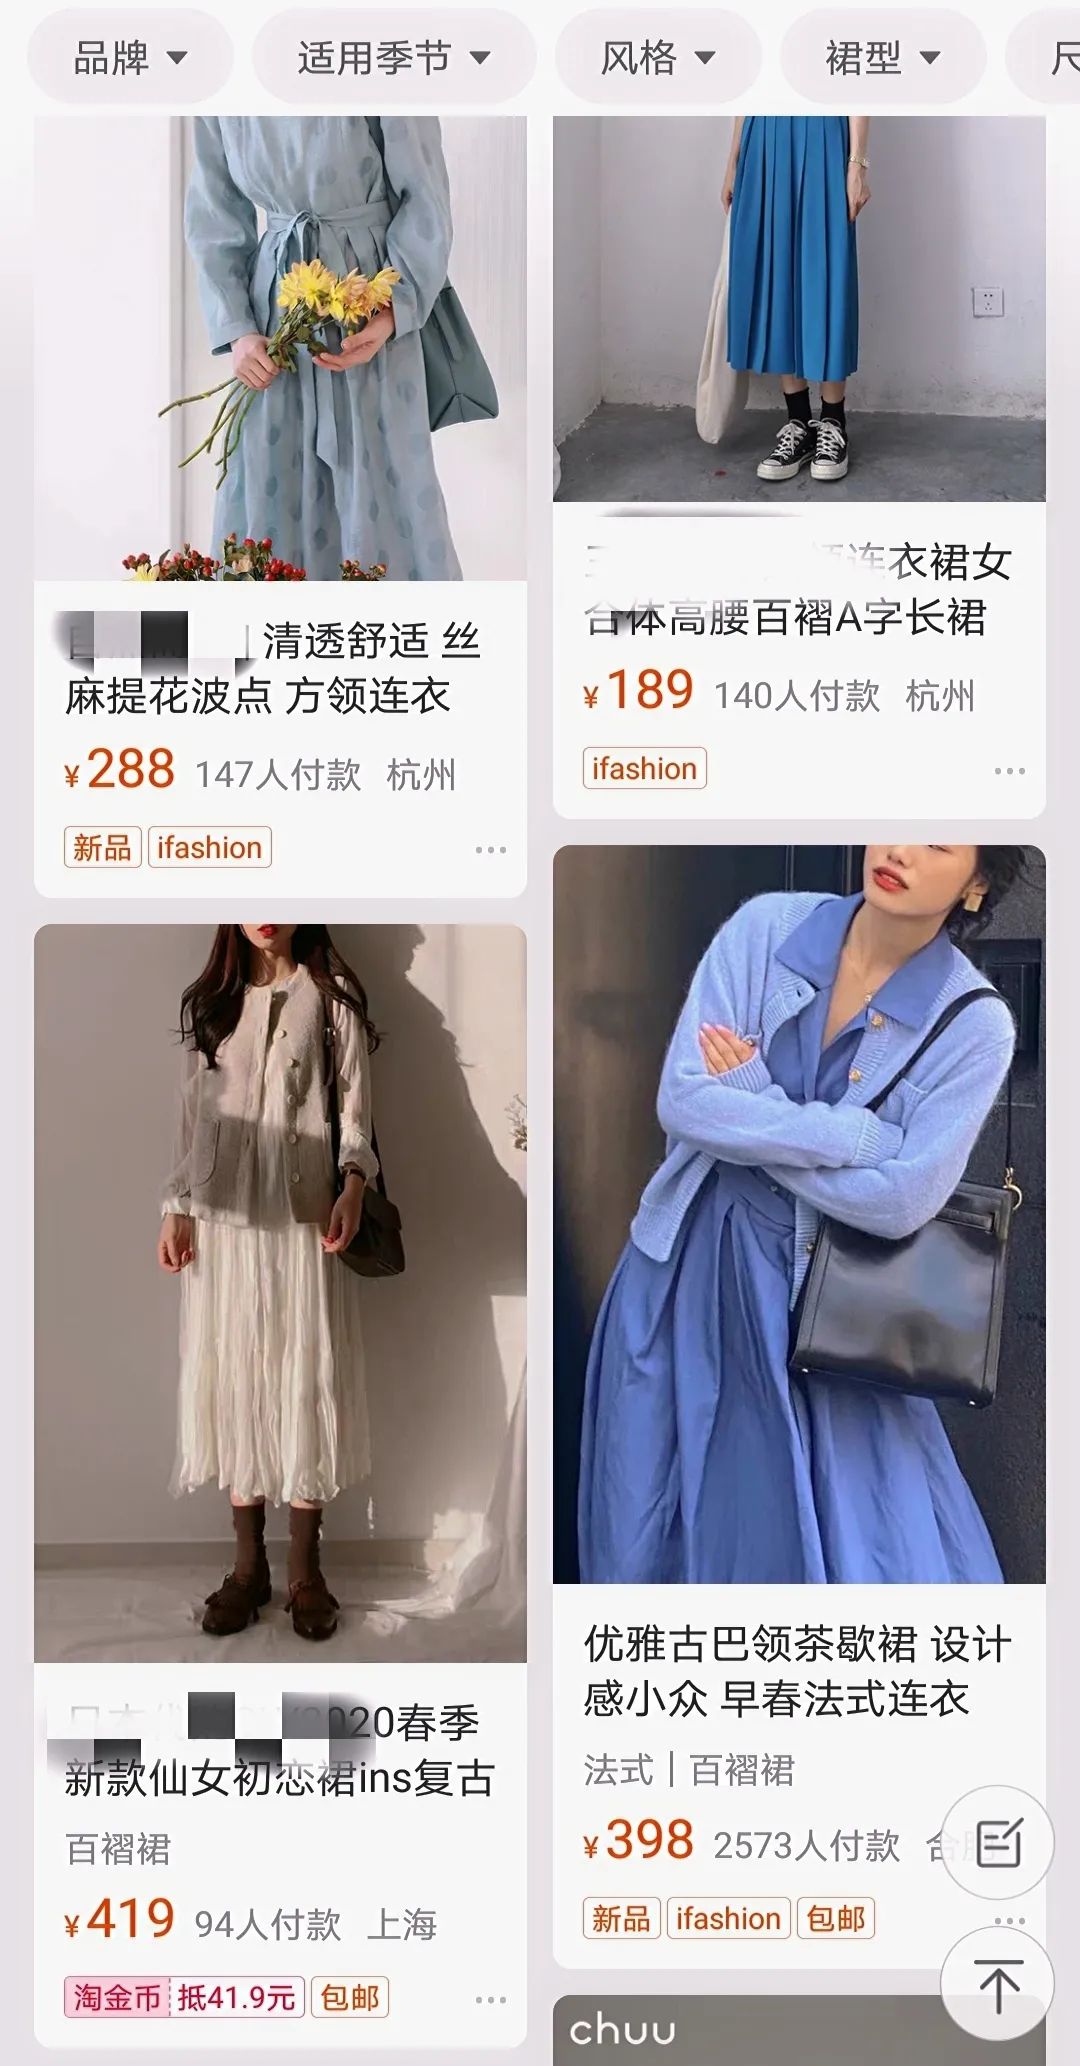 品牌
适用季节
风格
裙型
清透舒适 丝
麻提花波点 方领连衣
¥288 147人付款 杭州
新品 ifashion
连衣裙女
合体高腰百褶A字长裙
¥189 140人付款 杭州
ifashion
2020春季
新款仙女初恋裙ins复古
百褶裙
¥419 94人付款 上海
淘金币 抵41.9元 包邮
优雅古巴领茶歇裙 设计
感小众 早春法式连衣
法式 | 百褶裙
¥398 2573人付款 合肥
新品 ifashion 包邮
chuu